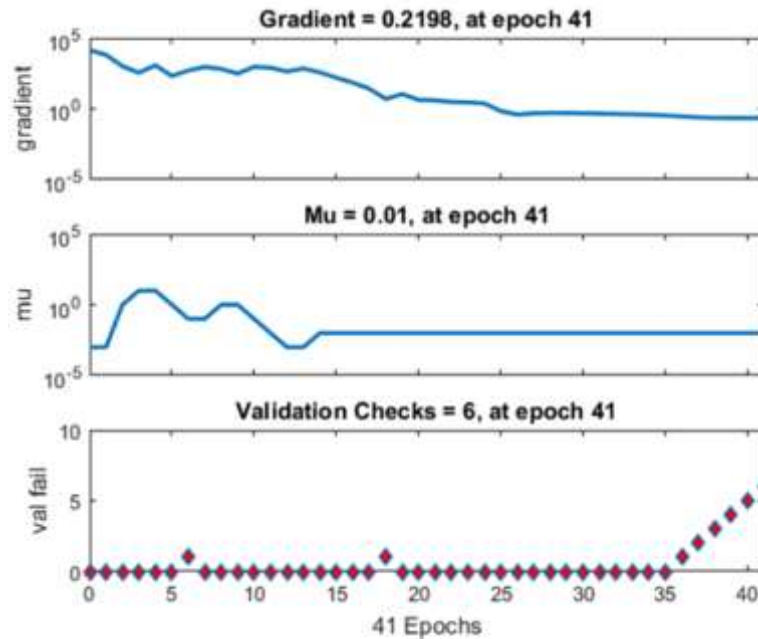 Gradient = 0.2198, at epoch 41
10^5
10^0
10^-5
gradient
Mu = 0.01, at epoch 41
10^5
10^0
10^-5
mu
Validation Checks = 6, at epoch 41
10
5
0
val fail
0 5 10 15 20 25 30 35 40
41 Epochs